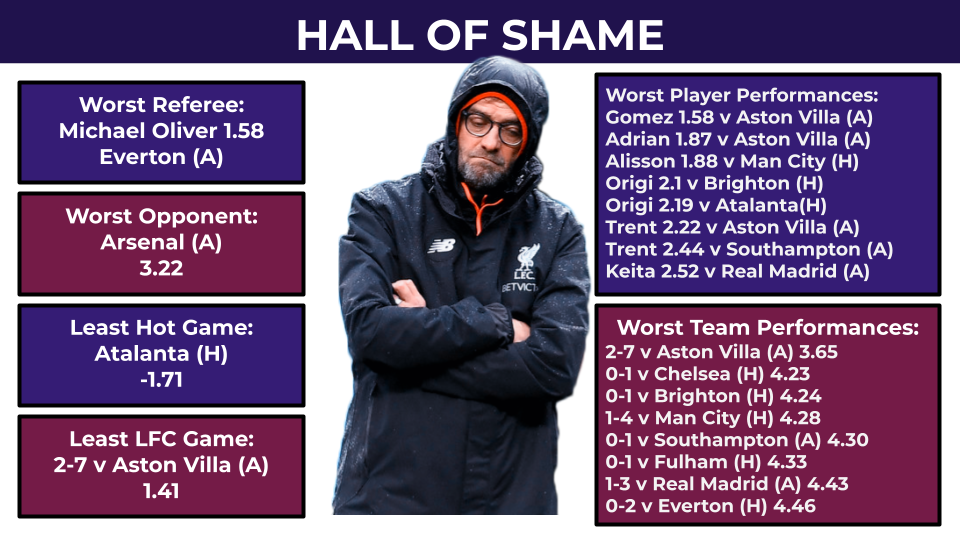 HALL OF SHAME
Worst Referee:
Michael Oliver 1.58
Everton (A)
Worst Opponent:
Arsenal (A)
3.22
Least Hot Game:
Atalanta (H)
-1.71
Least LFC Game:
2-7 v Aston Villa (A)
1.41
NB
L.F.C.
BETVICT
Worst Player Performances:
Gomez 1.58 v Aston Villa (A)
Adrian 1.87 v Aston Villa (A)
Alisson 1.88 v Man City (H)
Origi 2.1 v Brighton (H)
Origi 2.19 v Atalanta(H)
Trent 2.22 v Aston Villa (A)
Trent 2.44 v Southampton (A)
Keita 2.52 v Real Madrid (A)
Worst Team Performances:
2-7 v Aston Villa (A) 3.65
0-1 v Chelsea (H) 4.23
0-1 v Brighton (H) 4.24
1-4 v Man City (H) 4.28
0-1 v Southampton (A) 4.30
0-1 v Fulham (H) 4.33
1-3 v Real Madrid (A) 4.43
0-2 v Everton (H) 4.46